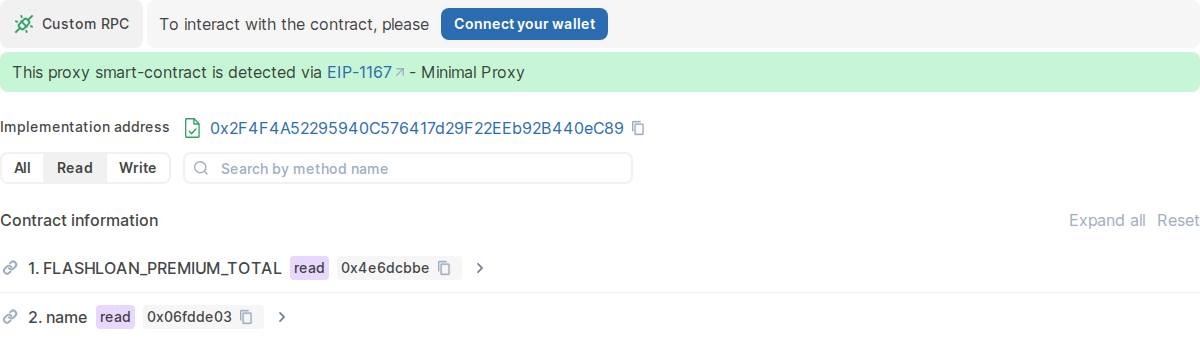 Custom RPC To interact with the contract, please Connect your wallet
This proxy smart-contract is detected via EIP-1167 - Minimal Proxy
Implementation address 0x2F4F4A52295940C576417d29F22EEb92B440eC89
All Read Write Search by method name
Contract information Expand all Reset
1. FLASHLOAN_PREMIUM_TOTAL read 0x4e6dcbbe
2. name read 0x06fdde03